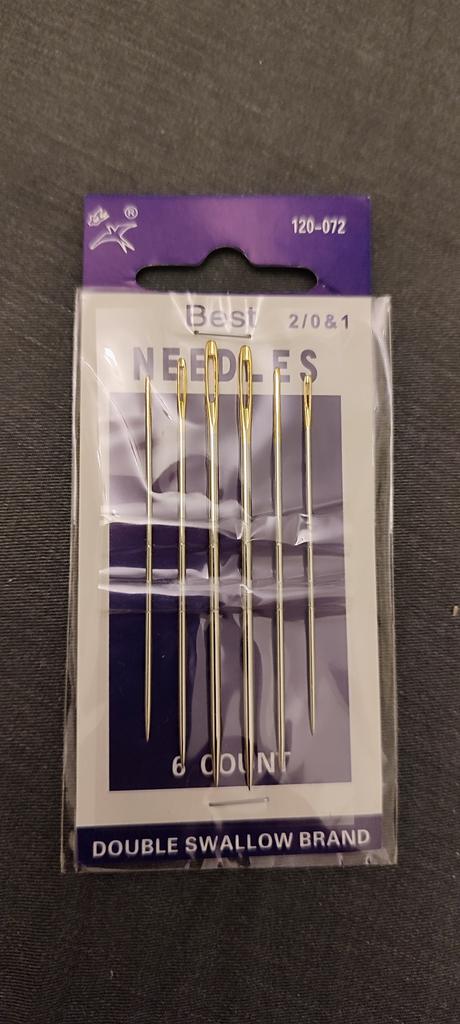 ®
120-072
Best
2/0 & 1
NEEDLES
6 COUNT
DOUBLE SWALLOW BRAND